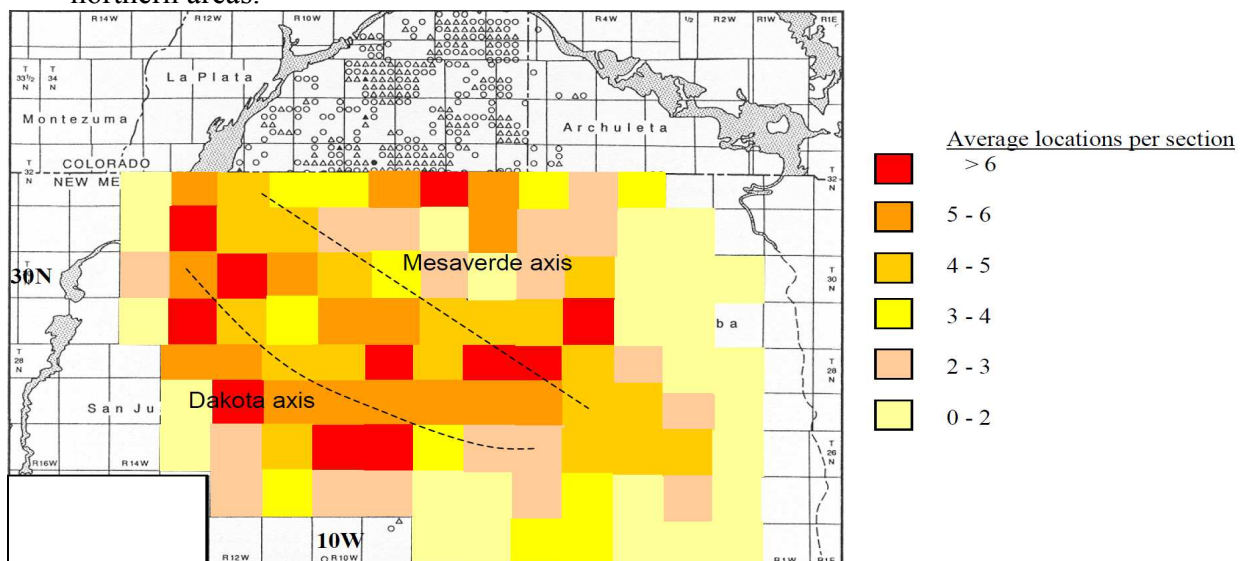 northern areas.
R14W R12W R10W R4W R2W R1W R1E
T 33½ N
T 34 N
La Plata
Montezuma
Archuleta
COLORADO
NEW ME
T 32 N
T 32 N
Average locations per section
> 6
5 - 6
4 - 5
3 - 4
2 - 3
0 - 2
Mesaverde axis
30N
T 30 N
ba
T 28 N
T 28 N
San Ju
Dakota axis
T 26 N
R16W R14W
10W
R12W R10W R1W R1E